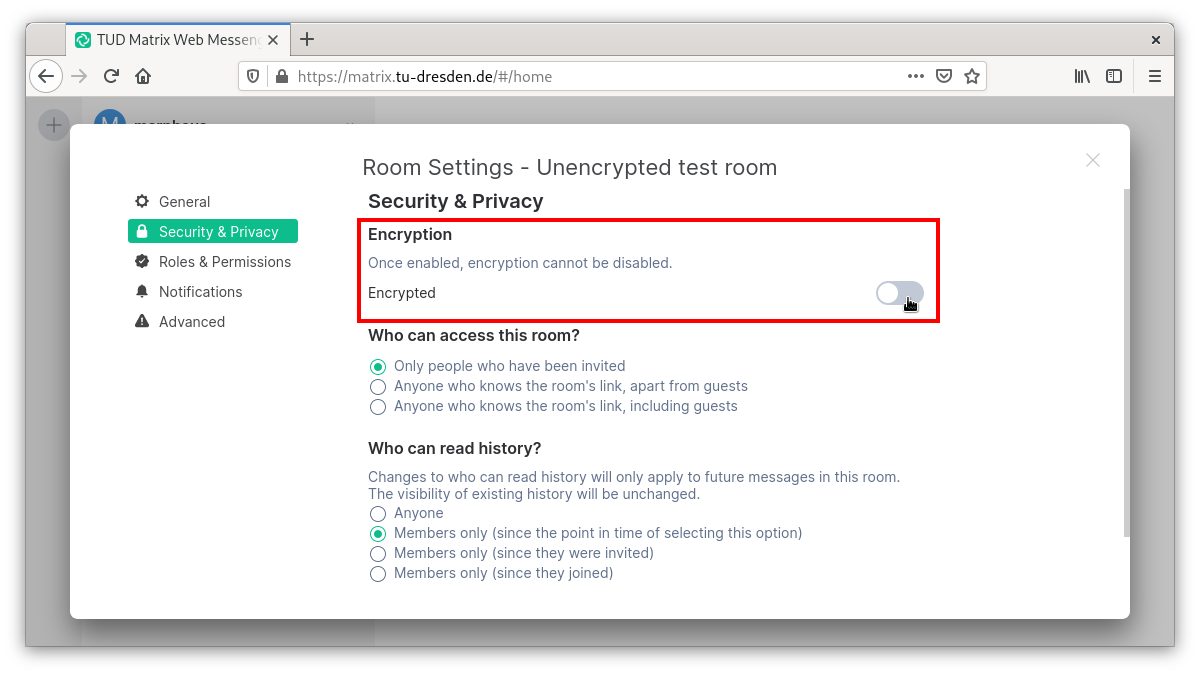 TUD Matrix Web Messeng
https://matrix.tu-dresden.de/#/home
Room Settings - Unencrypted test room
General
Security & Privacy
Roles & Permissions
Notifications
Advanced
Security & Privacy
Encryption
Once enabled, encryption cannot be disabled.
Encrypted
Who can access this room?
Only people who have been invited
Anyone who knows the room's link, apart from guests
Anyone who knows the room's link, including guests
Who can read history?
Changes to who can read history will only apply to future messages in this room.
The visibility of existing history will be unchanged.
Anyone
Members only (since the point in time of selecting this option)
Members only (since they were invited)
Members only (since they joined)